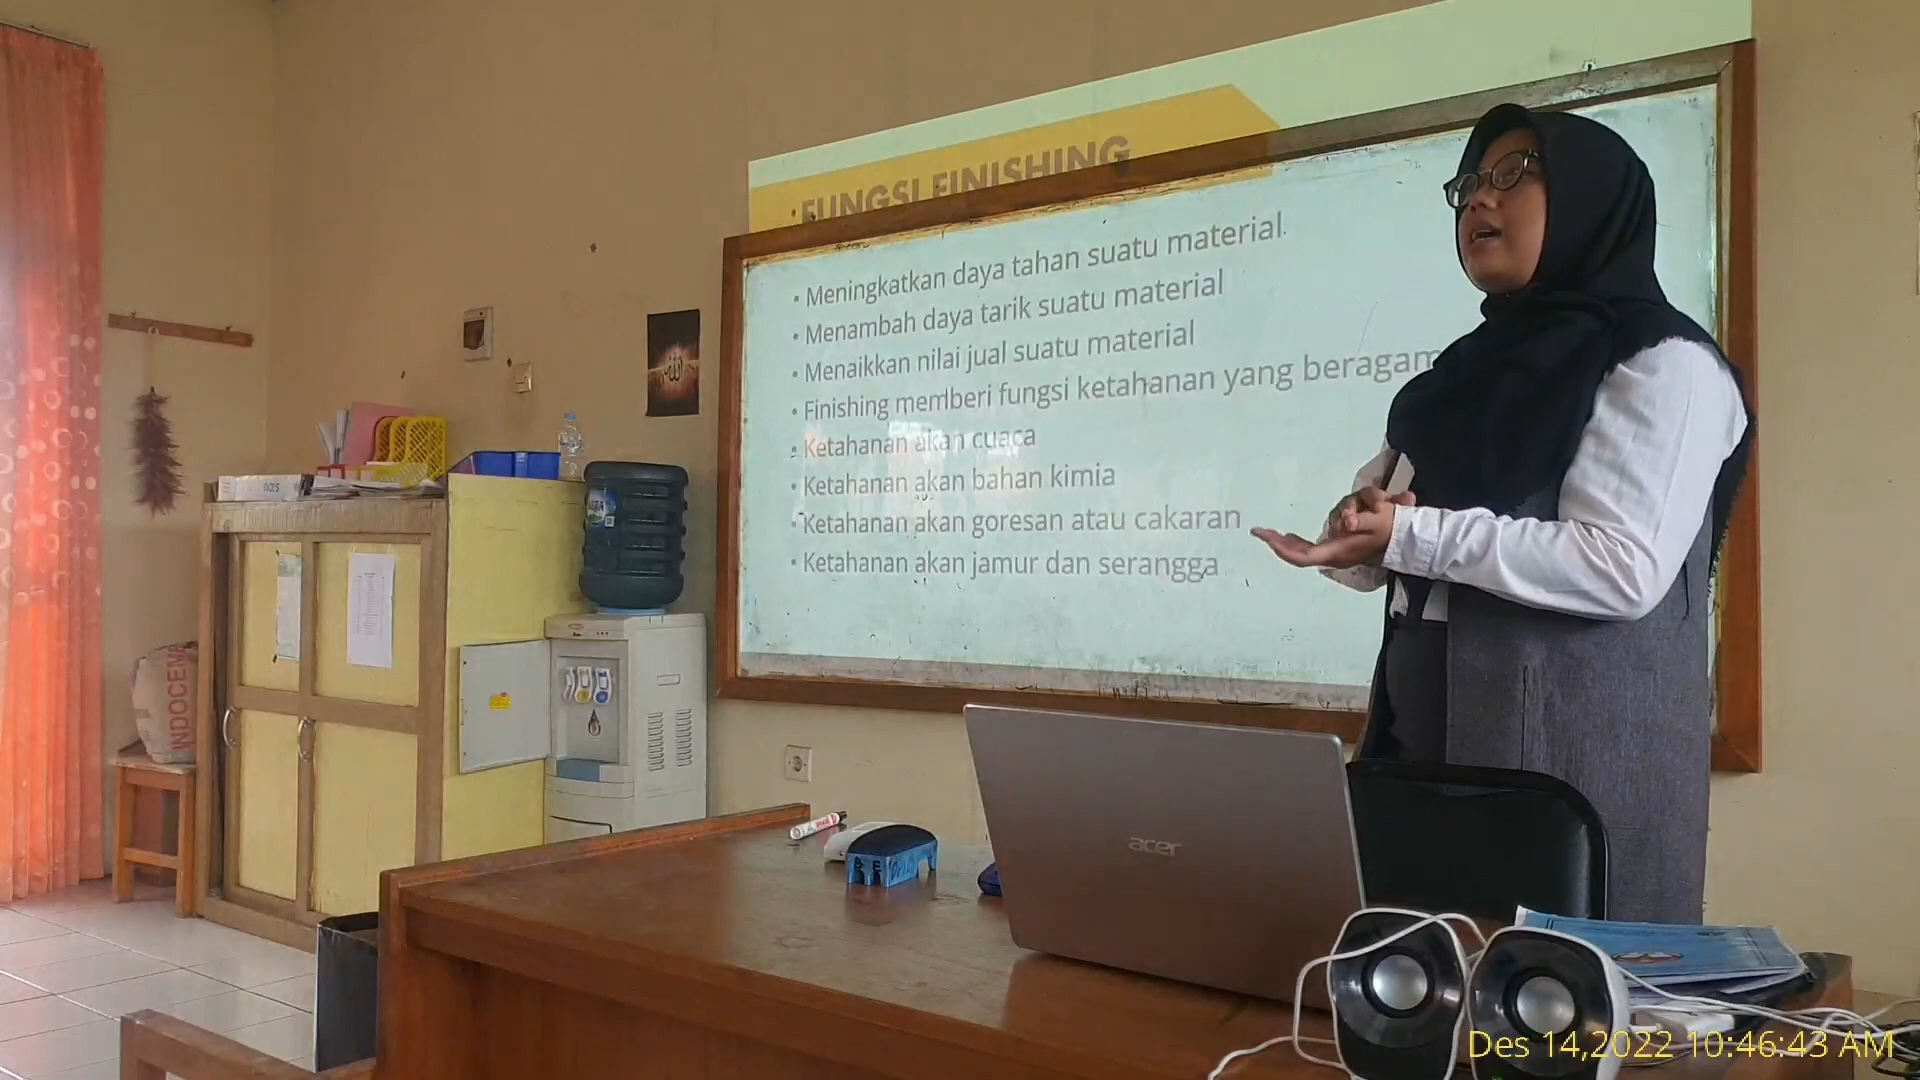 •FUNGSI FINISHING
• Meningkatkan daya tahan suatu material.
• Menambah daya tarik suatu material
• Menaikkan nilai jual suatu material
• Finishing memberi fungsi ketahanan yang beragam
• Ketahanan akan cuaca
• Ketahanan akan bahan kimia
• Ketahanan akan goresan atau cakaran
• Ketahanan akan jamur dan serangga
INDOCEM
acer
Des 14,2022 10:46:43 AM